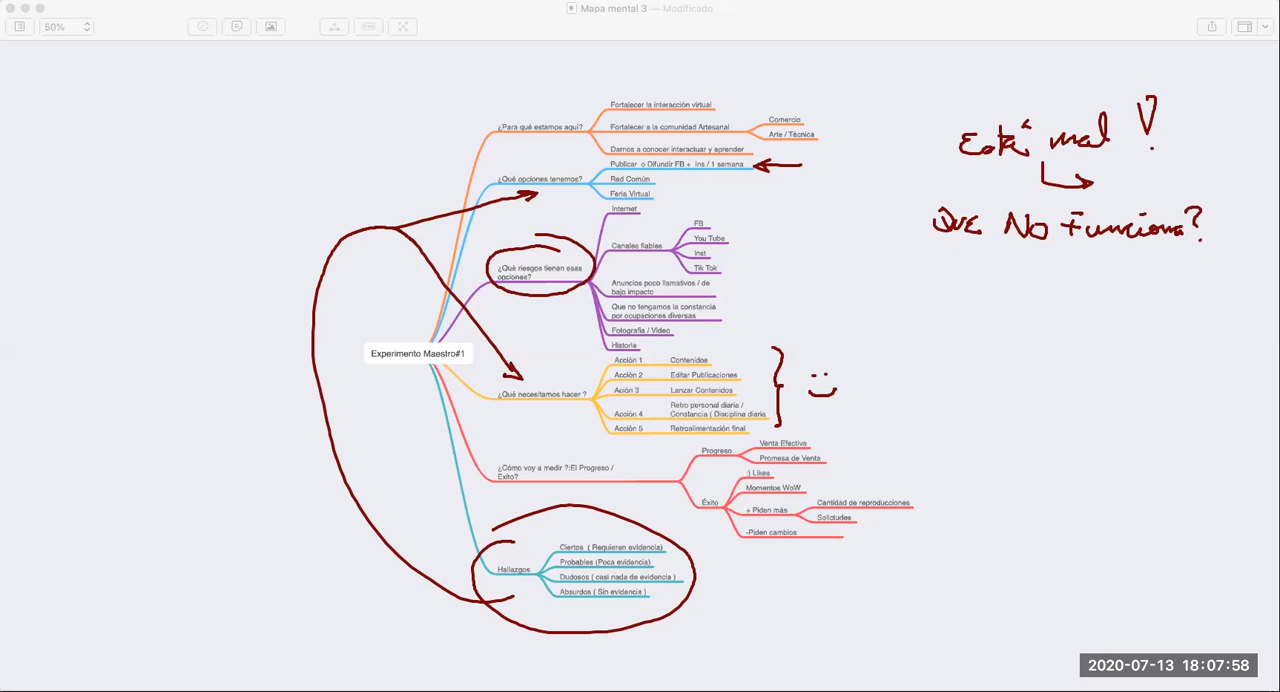 Mapa mental 3 — Modificado
50%
Está mal !
Que No Funciona?
Experimento Maestro#1
¿Para qué estamos aquí?
Fortalecer la interacción virtual
Fortalecer a la comunidad Artesanal
Comercio
Arte / Técnica
Darnos a conocer interactuar y aprender
¿Qué opciones tenemos?
Publicar o Difundir FB + Ins / 1 semana
Red Común
Feria Virtual
¿Qué riesgos tienen esas
opciones?
Internet
Canales fiables
FB
You Tube
Inst
Tik Tok
Anuncios poco llamativos / de
bajo impacto
Que no tengamos la constancia
por ocupaciones diversas
Fotografía / Video
Historia
¿Qué necesitamos hacer ?
Acción 1 Contenidos
Acción 2 Editar Publicaciones
Ación 3 Lanzar Contenidos
Acción 4 Retro personal diaria /
Constancia ( Disciplina diaria
Acción 5 Retroalimentación final
¿Cómo voy a medir ?:El Progreso /
Éxito?
Progreso
Venta Efectiva
Promesa de Venta
Éxito
:) Likes
Momentos WoW
+ Piden más
Cantidad de reproducciones
Solictudes
-Piden cambios
Hallazgos
Ciertos ( Requieren evidencia)
Probables (Poca evidencia)
Dudosos ( casi nada de evidencia )
Absurdos ( Sin evidencia )
2020-07-13 18:07:58